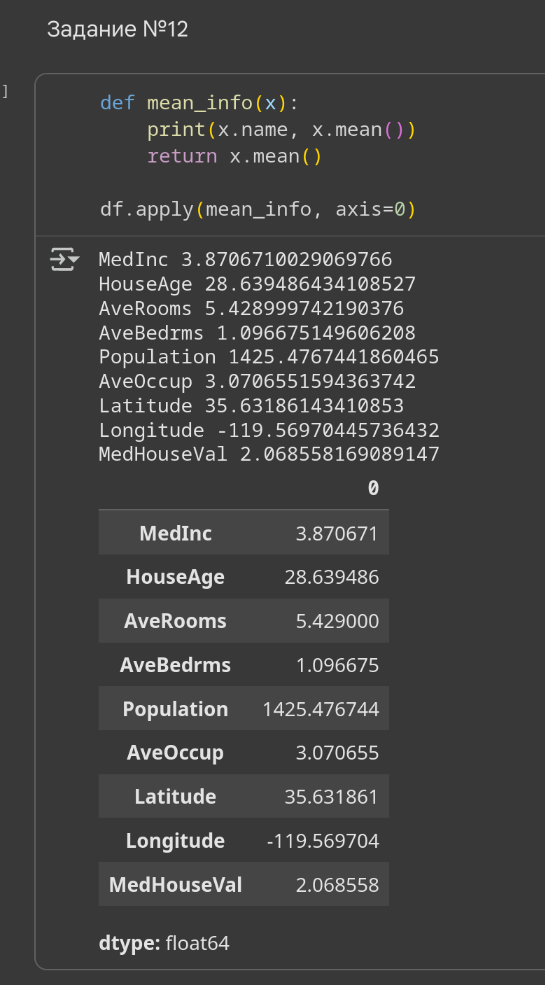 Задание №12
]
def mean_info(x):
    print(x.name, x.mean())
    return x.mean()
df.apply(mean_info, axis=0)
MedInc 3.8706710029069766
HouseAge 28.639486434108527
AveRooms 5.428999742190376
AveBedrms 1.096675149606208
Population 1425.4767441860465
AveOccup 3.0706551594363742
Latitude 35.63186143410853
Longitude -119.56970445736432
MedHouseVal 2.068558169089147
0
MedInc 3.870671
HouseAge 28.639486
AveRooms 5.429000
AveBedrms 1.096675
Population 1425.476744
AveOccup 3.070655
Latitude 35.631861
Longitude -119.569704
MedHouseVal 2.068558
dtype: float64